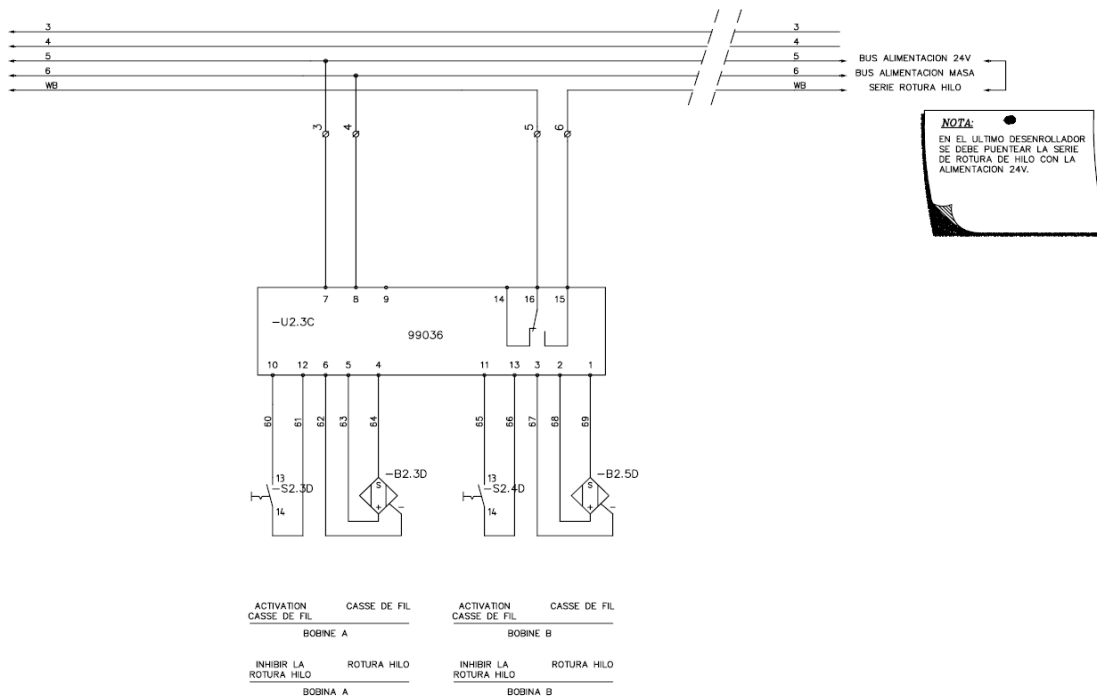 3 3
4 4
5 5 BUS ALIMENTACION 24V
6 6 BUS ALIMENTACION MASA
WB WB SERIE ROTURA HILO
NOTA:
EN EL ULTIMO DESENROLLADOR
SE DEBE PUENTEAR LA SERIE
DE ROTURA DE HILO CON LA
ALIMENTACION 24V.
3 4 5 6
7 8 9 14 16 15
-U2.3C
99036
10 12 6 5 4 11 13 3 2 1
60 61 62 63 64 65 66 67 68 69
-B2.3D -B2.5D
13 13
-S2.3D S -S2.4D S
14 + - 14 + -
ACTIVATION CASSE DE FIL ACTIVATION CASSE DE FIL
CASSE DE FIL CASSE DE FIL
BOBINE A BOBINE B
INHIBIR LA ROTURA HILO INHIBIR LA ROTURA HILO
ROTURA HILO ROTURA HILO
BOBINA A BOBINA B